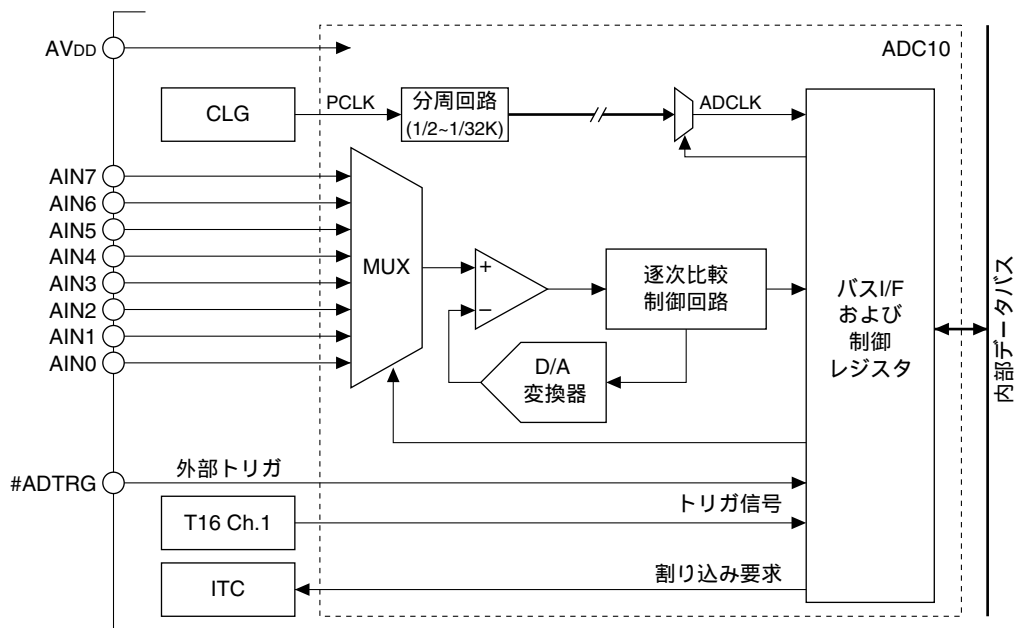 AVDD
ADC10
CLG
PCLK
分周回路
(1/2~1/32K)
ADCLK
AIN7
AIN6
AIN5
AIN4
AIN3
AIN2
AIN1
AIN0
MUX
+
−
逐次比較
制御回路
D/A
変換器
バスI/F
および
制御
レジスタ
内部データバス
#ADTRG
外部トリガ
T16 Ch.1
トリガ信号
ITC
割り込み要求